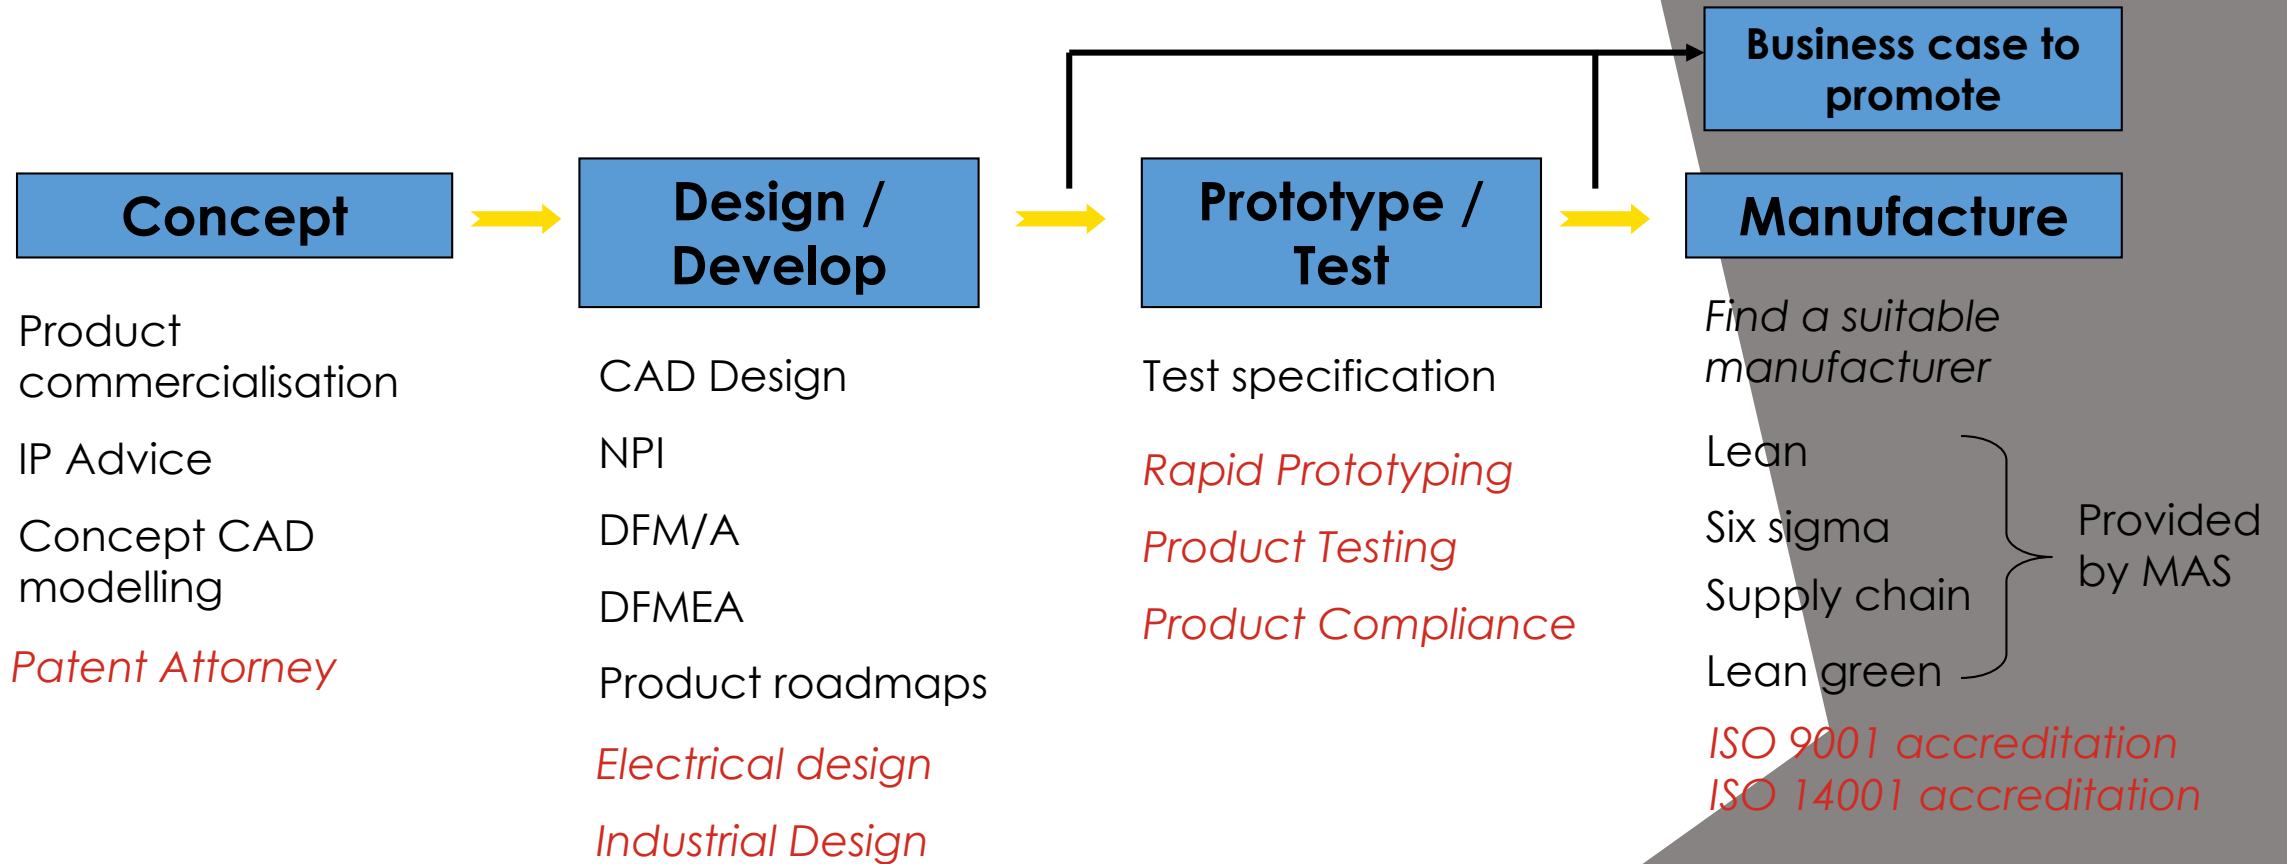 Business case to
promote
Concept
Design /
Develop
Prototype /
Test
Manufacture
Product
commercialisation
IP Advice
Concept CAD
modelling
Patent Attorney
CAD Design
NPI
DFM/A
DFMEA
Product roadmaps
Electrical design
Industrial Design
Test specification
Rapid Prototyping
Product Testing
Product Compliance
Find a suitable
manufacturer
Lean
Six sigma
Supply chain
Lean green
Provided
by MAS
ISO 9001 accreditation
ISO 14001 accreditation